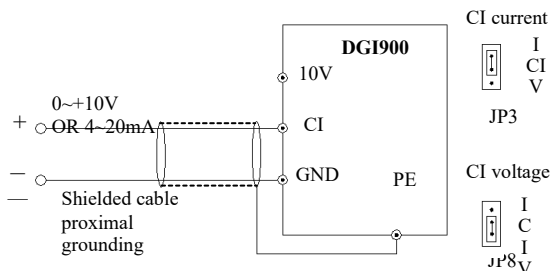 CI current
DGI900
I
CI
V
JP3
10V
0~+10V
OR 4~20mA
+
CI
−
GND
—
PE
Shielded cable
proximal
grounding
CI voltage
I
C
I
V
JP8